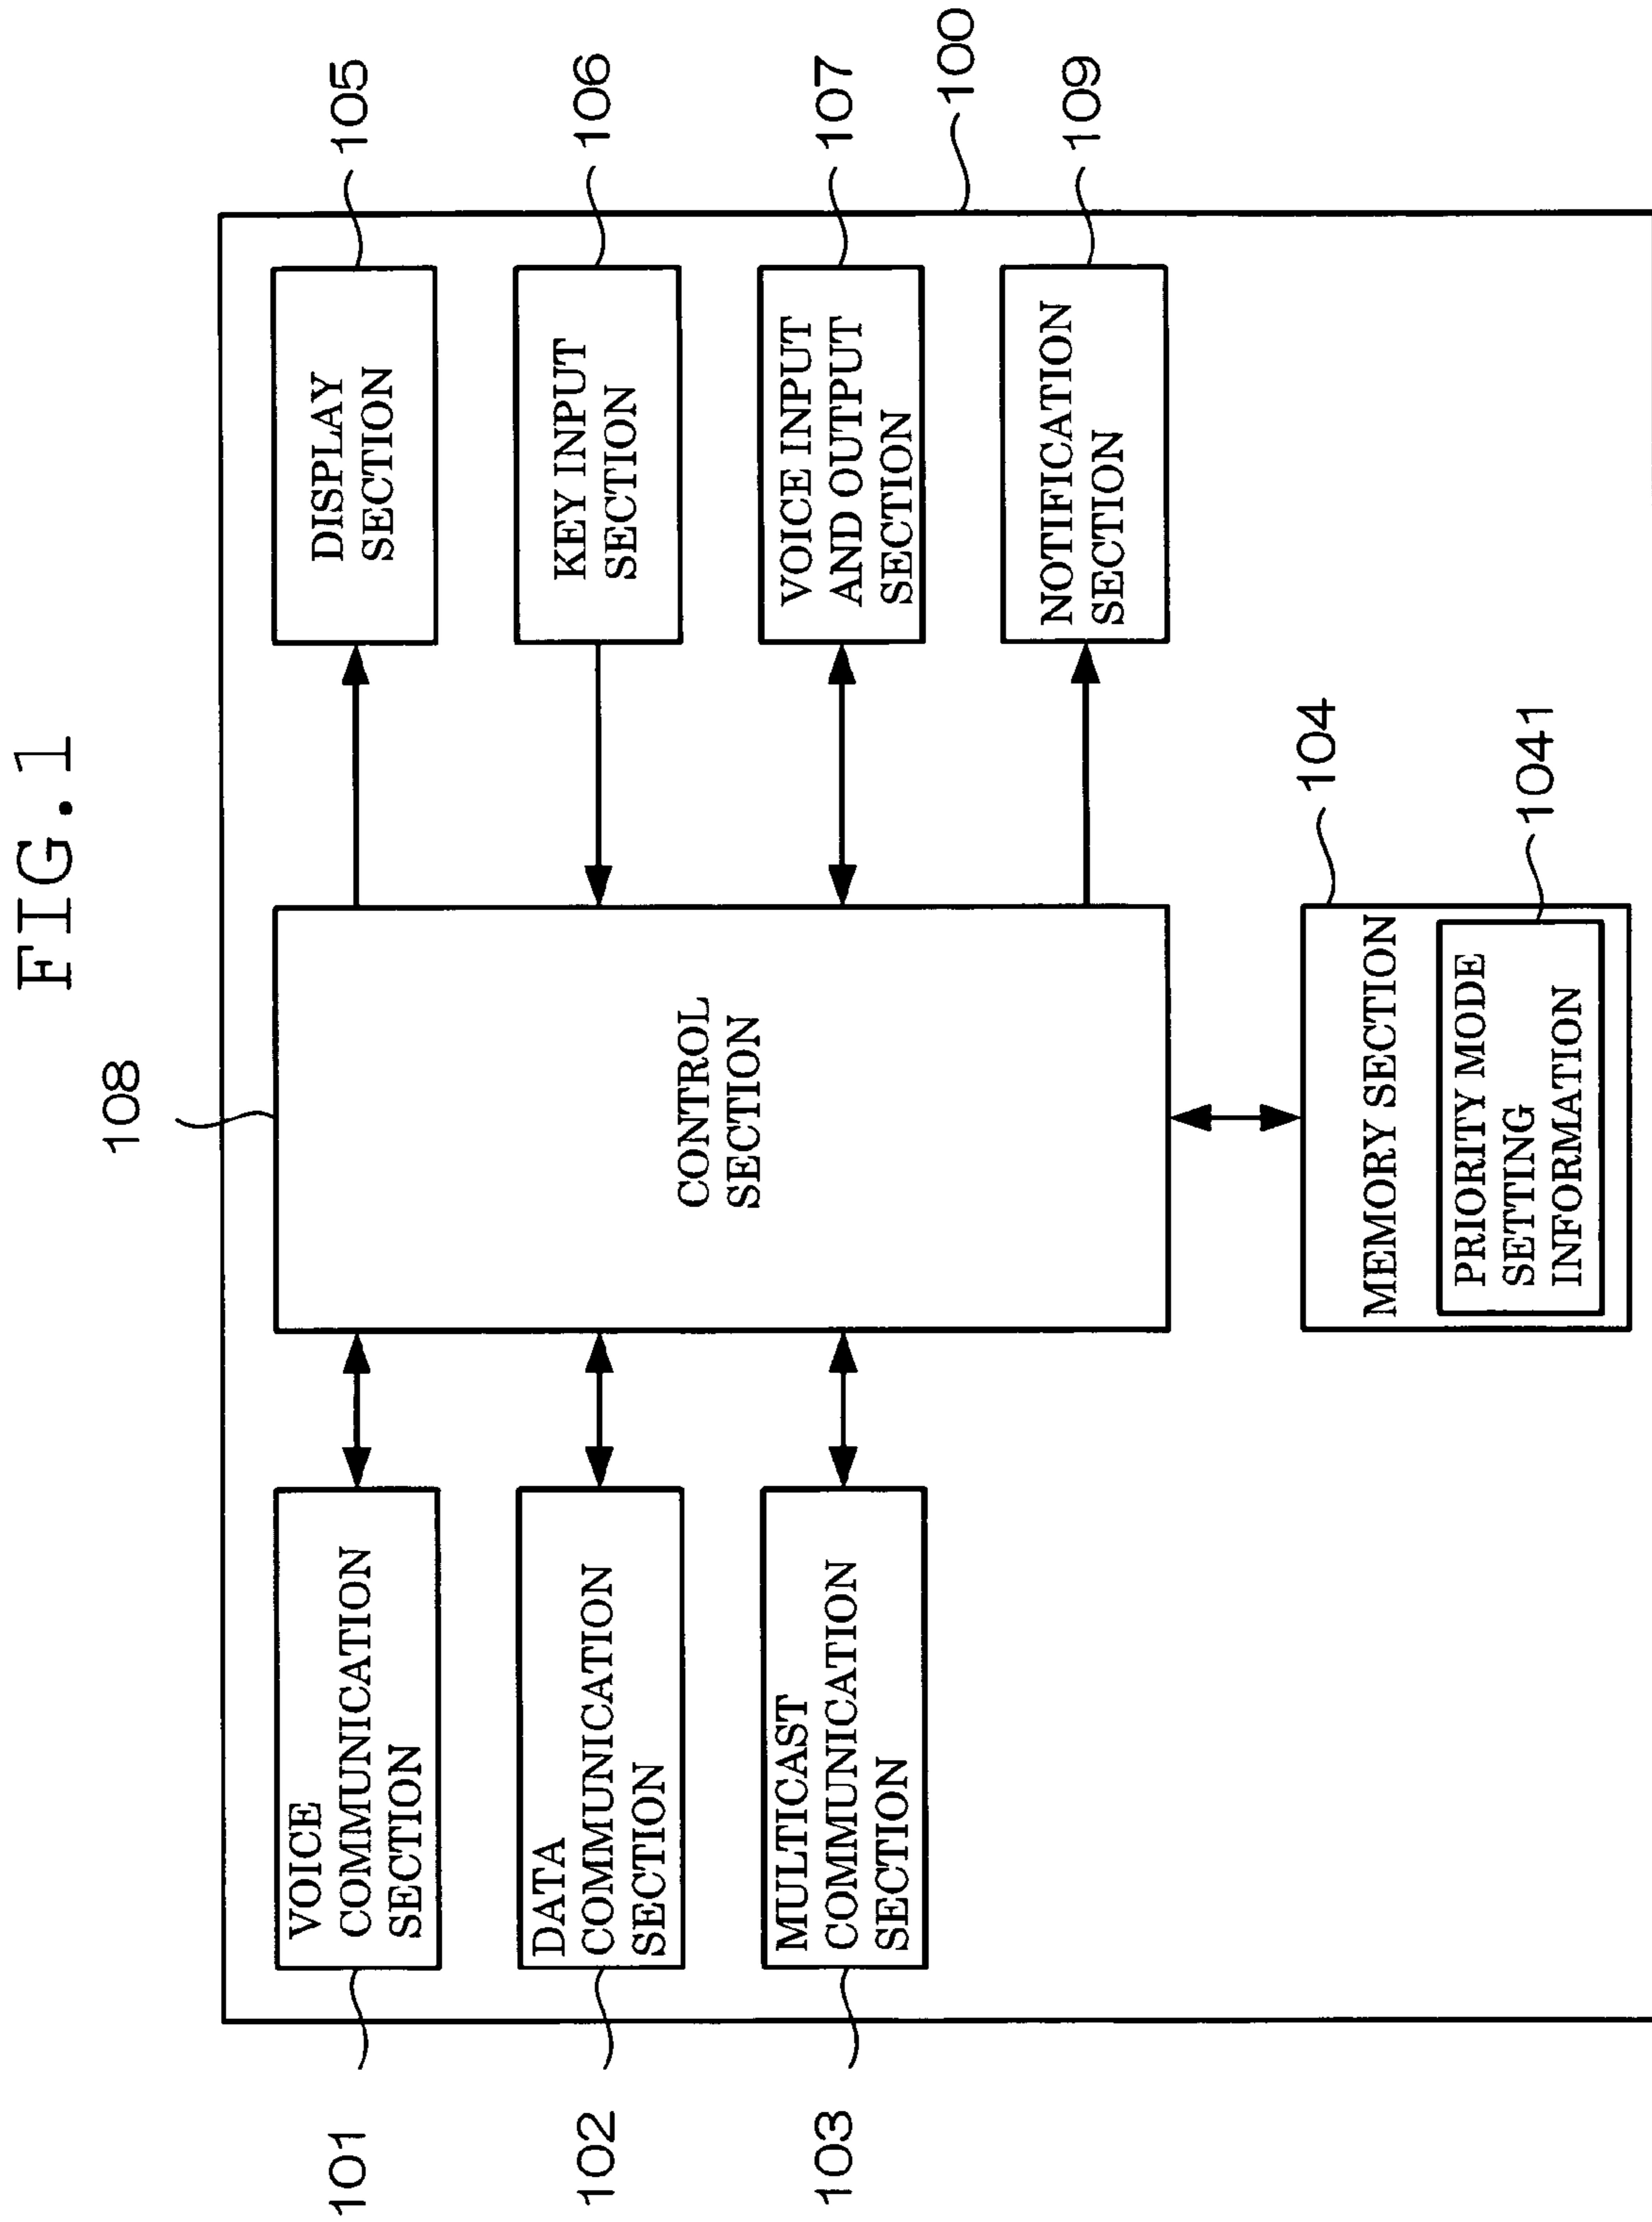 FIG.1
108
101
VOICE
COMMUNICATION
SECTION
102
DATA
COMMUNICATION
SECTION
103
MULTICAST
COMMUNICATION
SECTION
CONTROL
SECTION
DISPLAY
SECTION
105
KEY INPUT
SECTION
106
VOICE INPUT
AND OUTPUT
SECTION
107
100
NOTIFICATION
SECTION
109
MEMORY SECTION
104
PRIORITY MODE
SETTING
INFORMATION
1041